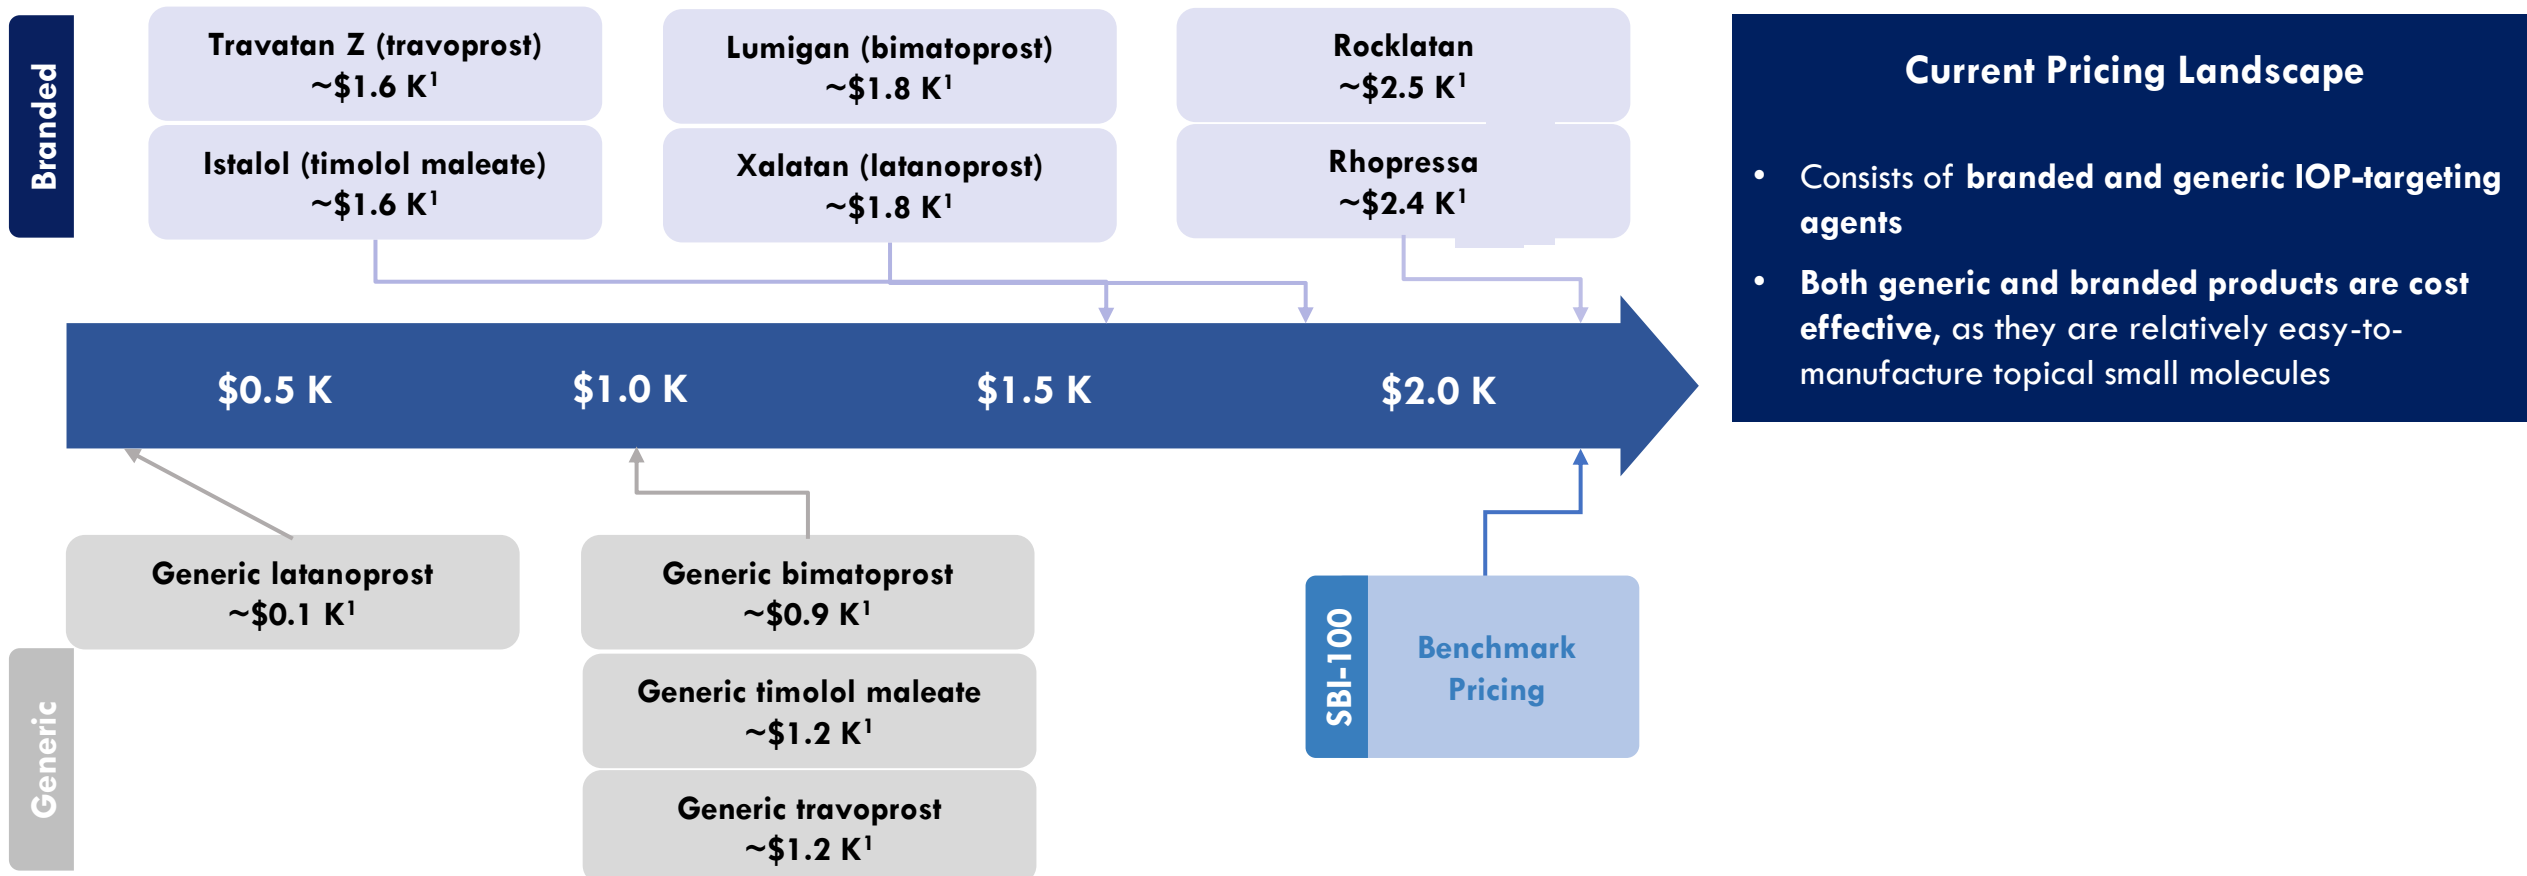 Branded
Travatan Z (travoprost)
~$1.6 K¹
Istalol (timolol maleate)
~$1.6 K¹
Lumigan (bimatoprost)
~$1.8 K¹
Xalatan (latanoprost)
~$1.8 K¹
Rocklatan
~$2.5 K¹
Rhopressa
~$2.4 K¹
$0.5 K
$1.0 K
$1.5 K
$2.0 K
Generic
Generic latanoprost
~$0.1 K¹
Generic bimatoprost
~$0.9 K¹
Generic timolol maleate
~$1.2 K¹
Generic travoprost
~$1.2 K¹
SBI-100
Benchmark
Pricing
Current Pricing Landscape
• Consists of branded and generic IOP-targeting
agents
• Both generic and branded products are cost
effective, as they are relatively easy-to-
manufacture topical small molecules